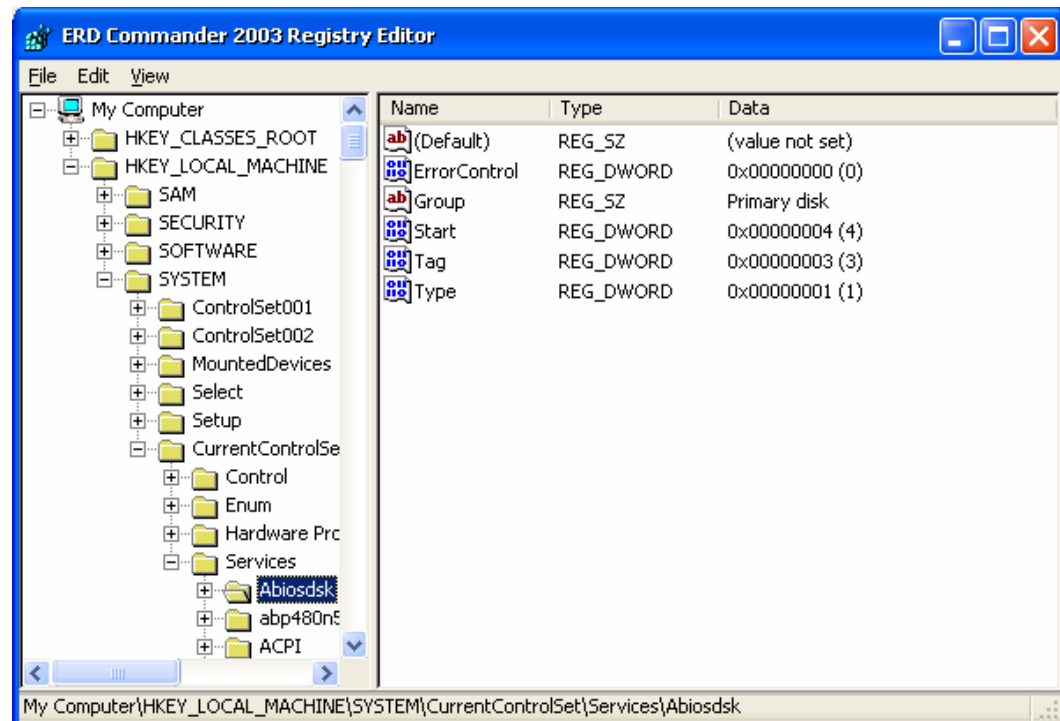 ERD Commander 2003 Registry Editor
File Edit View
My Computer
HKEY_CLASSES_ROOT
HKEY_LOCAL_MACHINE
SAM
SECURITY
SOFTWARE
SYSTEM
ControlSet001
ControlSet002
MountedDevices
Select
Setup
CurrentControlSe
Control
Enum
Hardware Pro
Services
Abiosdsk
abp480n5
ACPI
Name Type Data
(Default) REG_SZ (value not set)
ErrorControl REG_DWORD 0x00000000 (0)
Group REG_SZ Primary disk
Start REG_DWORD 0x00000004 (4)
Tag REG_DWORD 0x00000003 (3)
Type REG_DWORD 0x00000001 (1)
My Computer\HKEY_LOCAL_MACHINE\SYSTEM\CurrentControlSet\Services\Abiosdsk